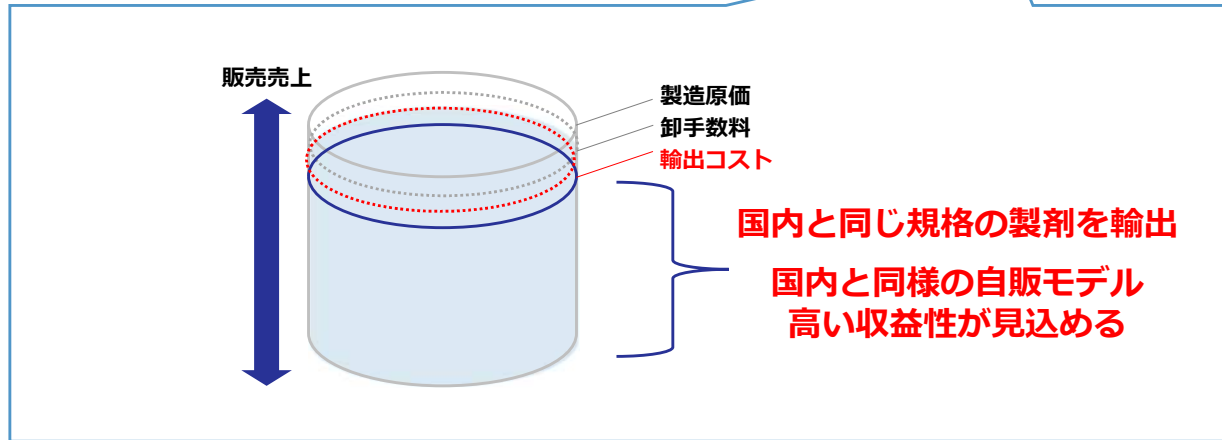 販売売上
製造原価
卸手数料
輸出コスト
国内と同じ規格の製剤を輸出
国内と同様の自販モデル
高い収益性が見込める